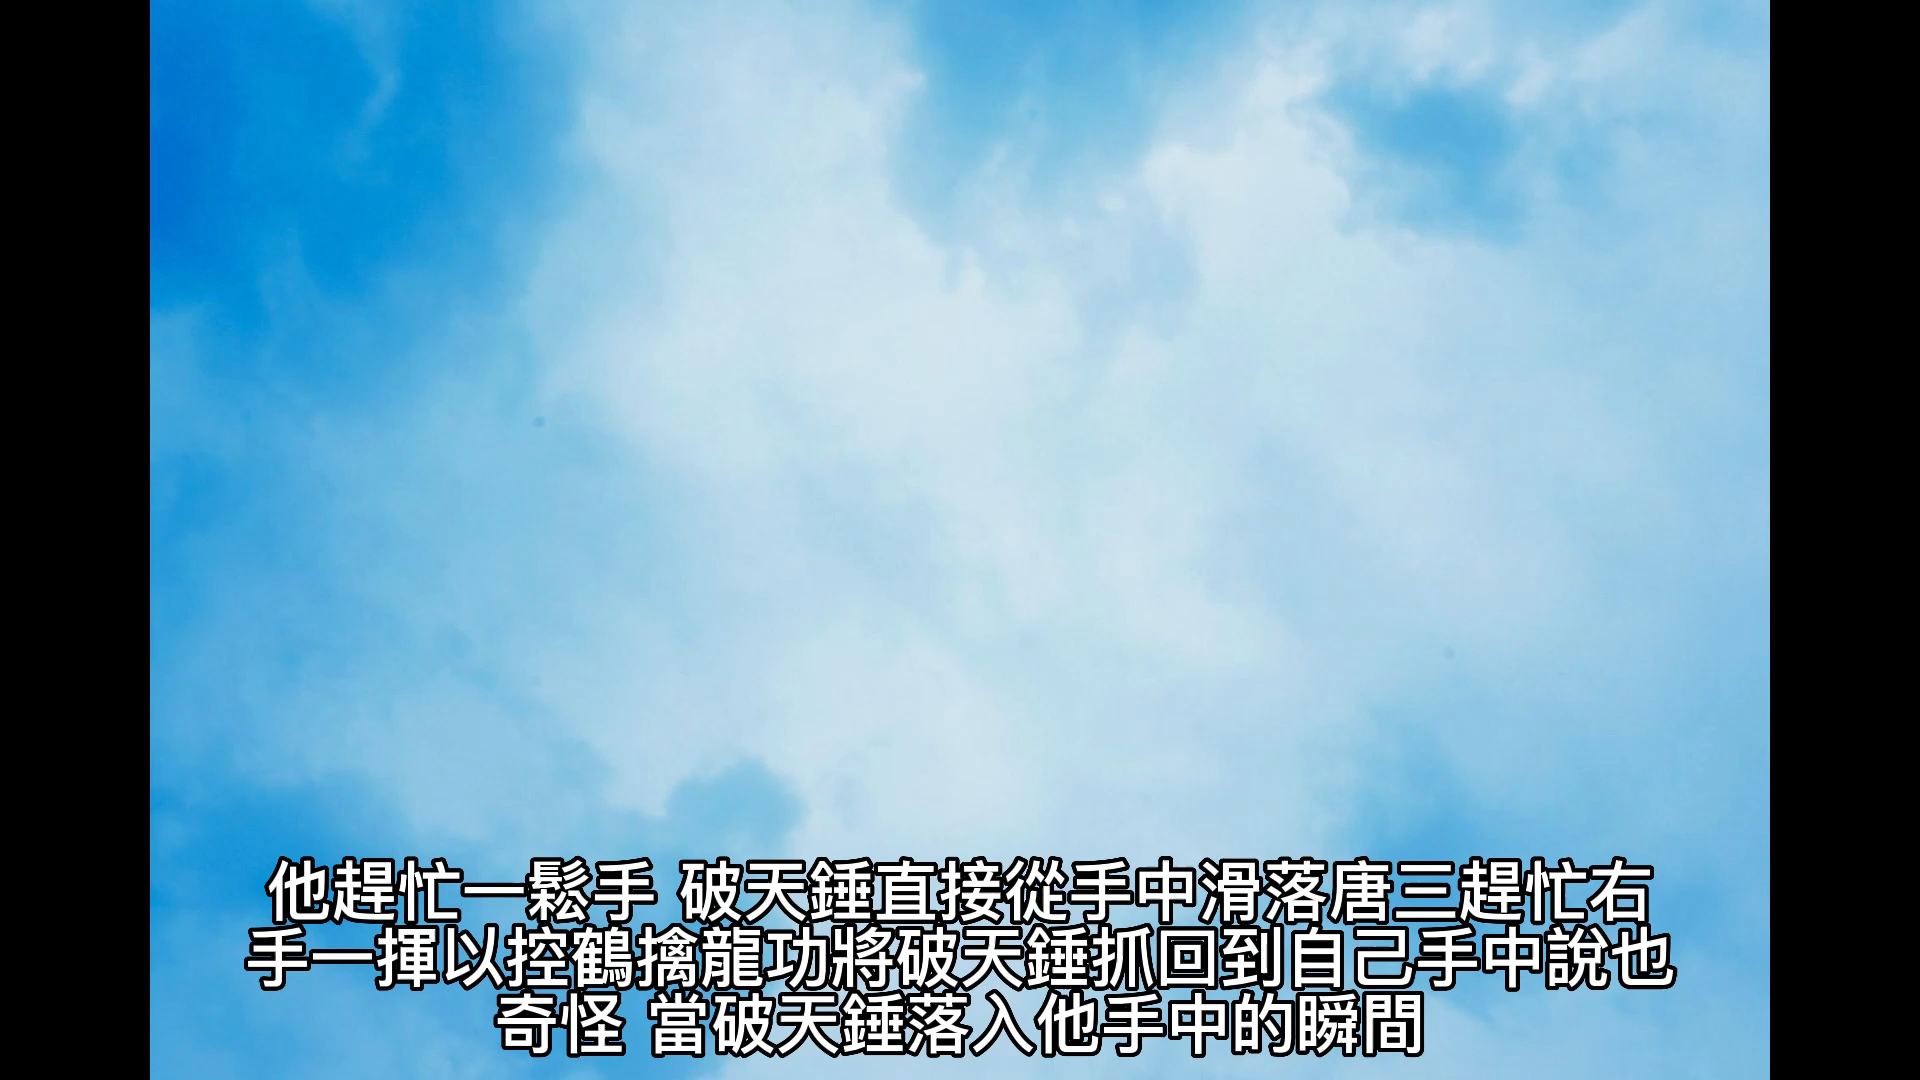 他趕忙一鬆手 破天錘直接從手中滑落唐三趕忙右
手一揮以控鶴擒龍功將破天錘抓回到自己手中說也
奇怪 當破天錘落入他手中的瞬間